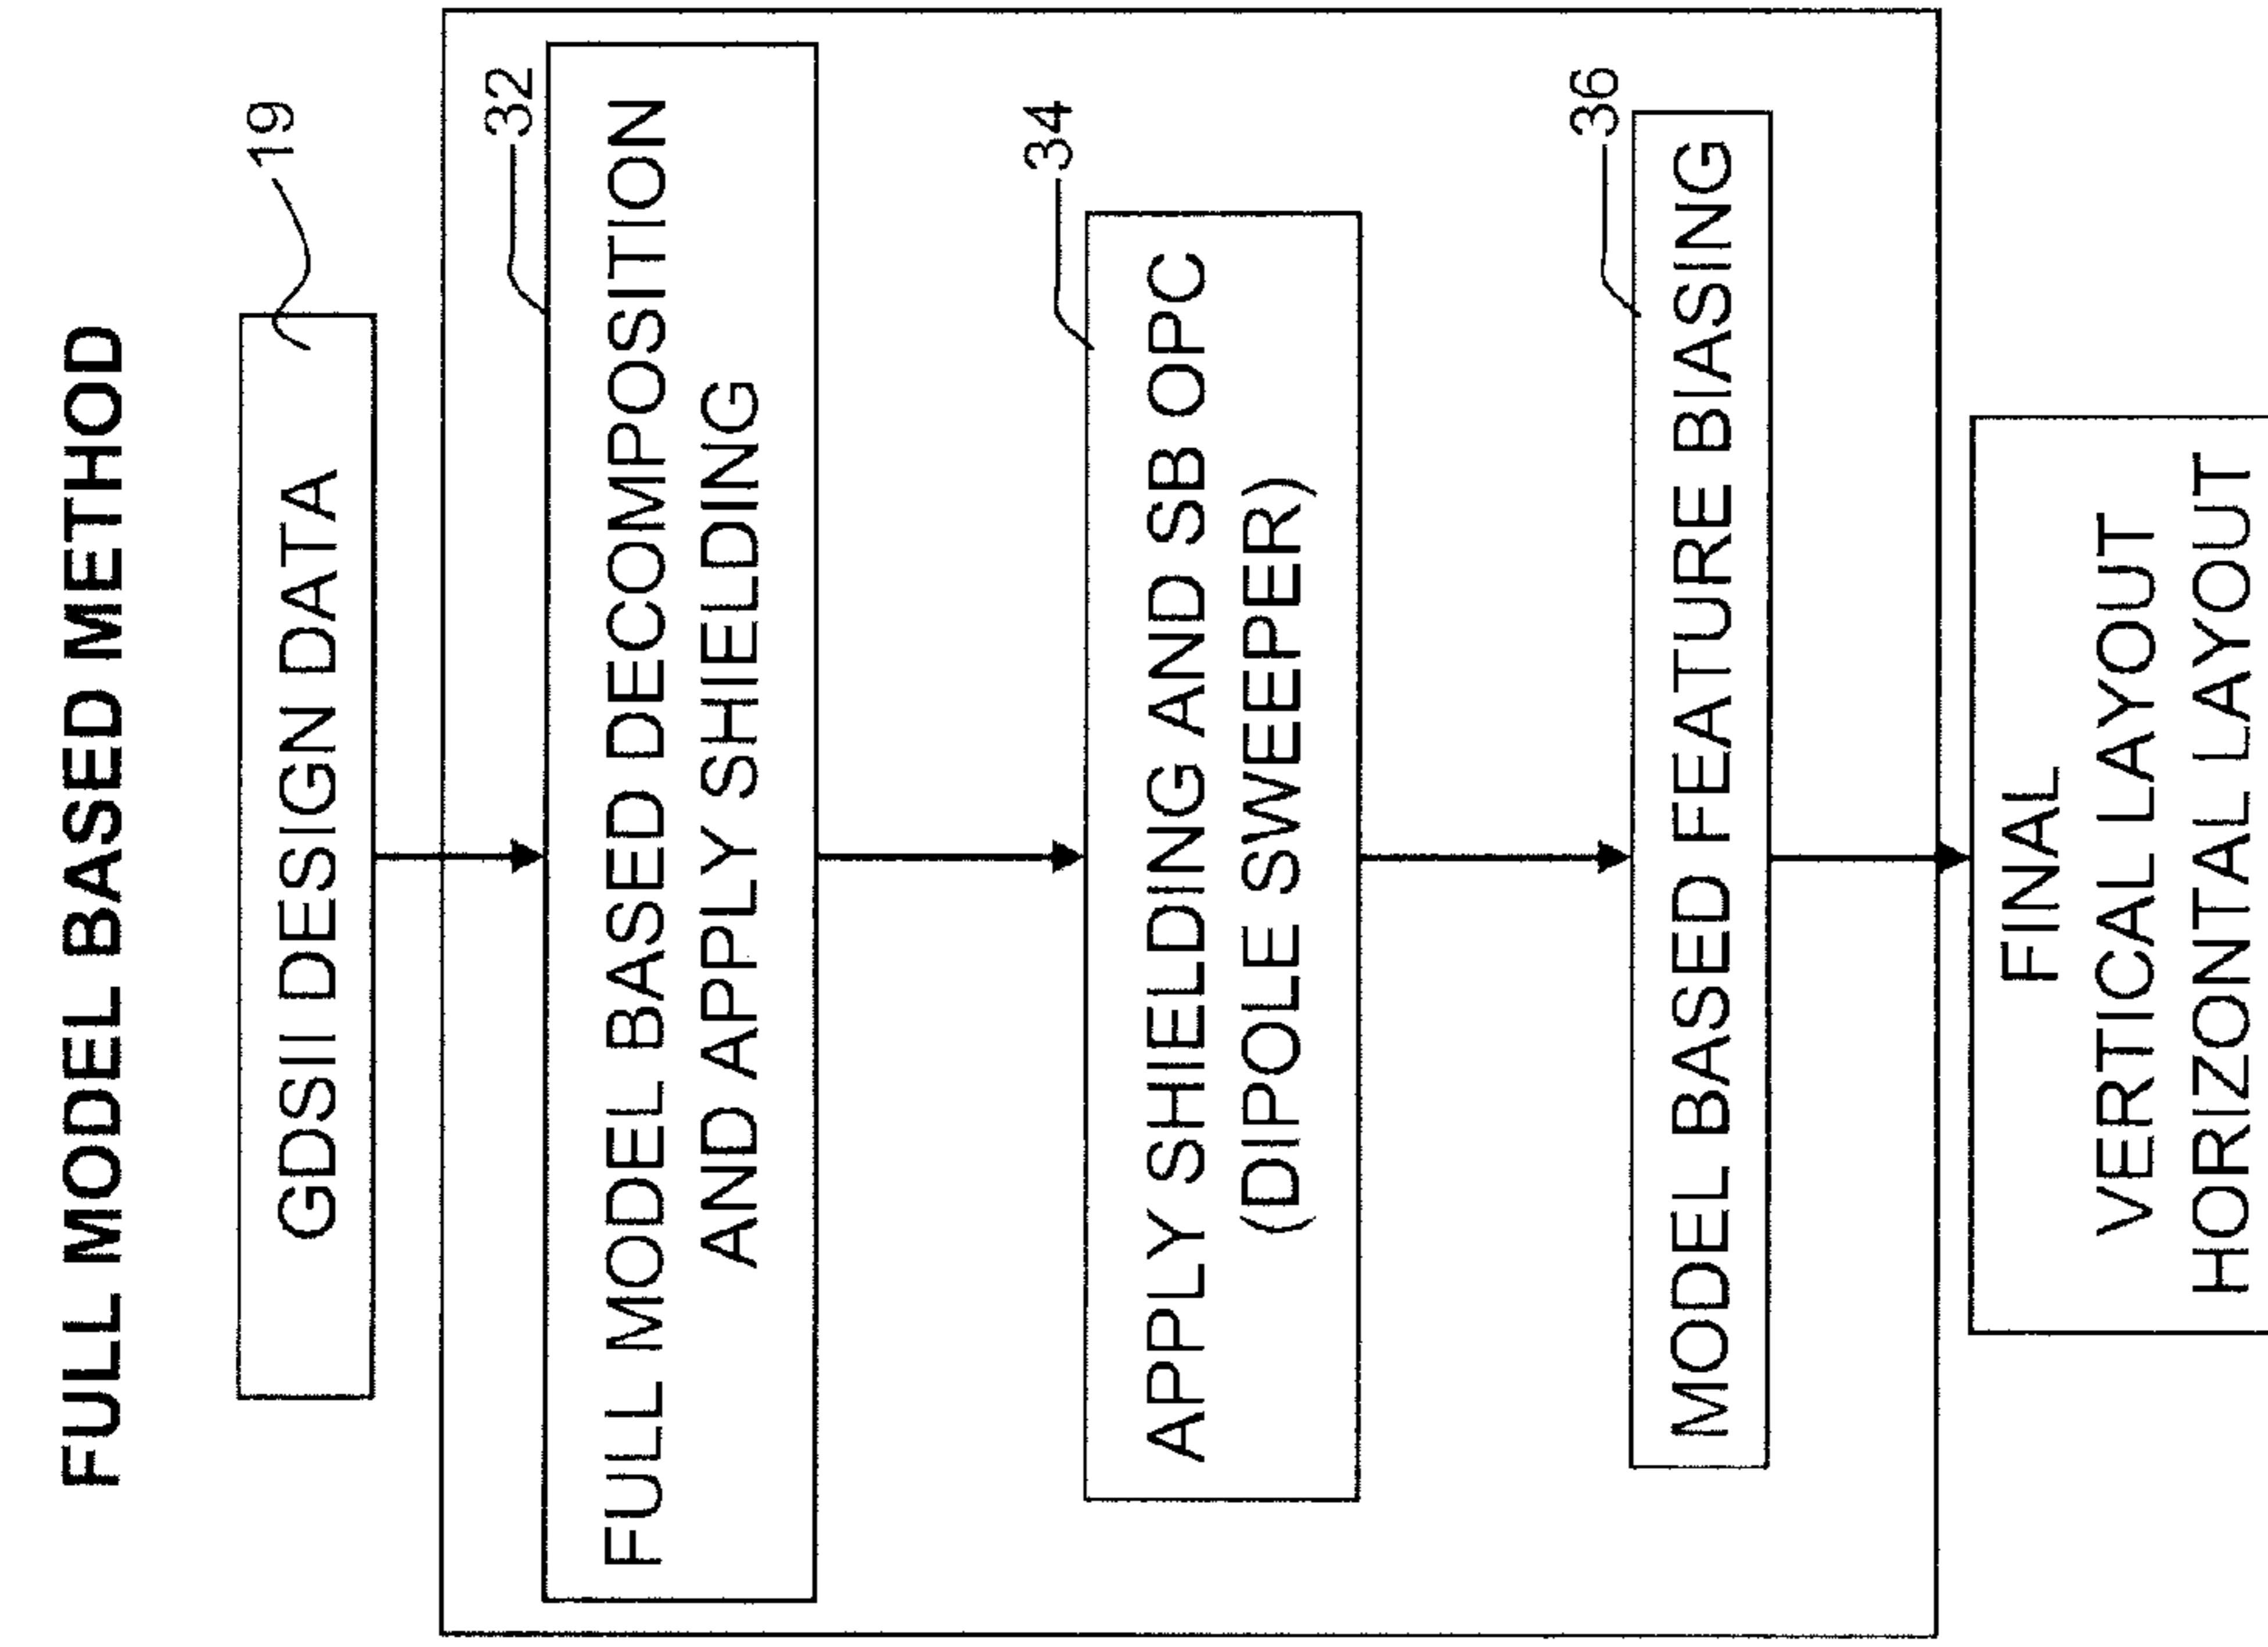 FULL MODEL BASED METHOD
19
GDSII DESIGN DATA
32
FULL MODEL BASED DECOMPOSITION
AND APPLY SHIELDING
34
APPLY SHIELDING AND SB OPC
(DIPOLE SWEEPER)
36
MODEL BASED FEATURE BIASING
FINAL
VERTICAL LAYOUT
HORIZONTAL LAYOUT